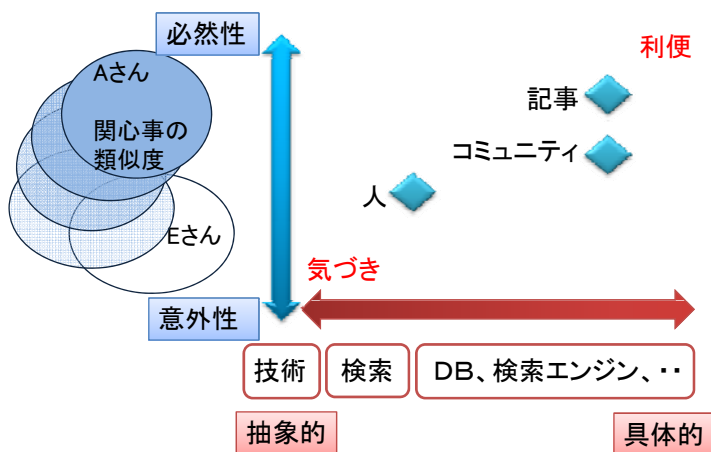 必然性
利便
Aさん
関心事の
類似度
記事
コミュニティ
人
Eさん
気づき
意外性
技術
検索
DB、検索エンジン、・・
抽象的
具体的